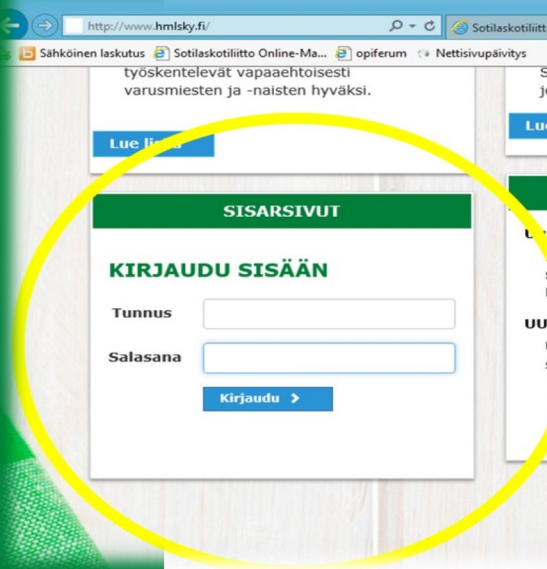 http://www.hmlsky.fi/
Sotilaskotiliitt
Sähköinen laskutus
Sotilaskotiliitto Online-Ma...
opiferum
Nettisivupäivitys
työskentelevät vapaaehtoisesti
varusmiesten ja -naisten hyväksi.
Lue
SISARSIVUT
KIRJAUDU SISÄÄN
Tunnus
Salasana
Kirjaudu
UU